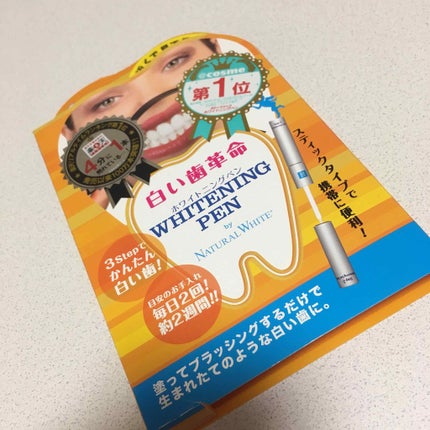 @cosme
第1位
白い歯革命
ホワイトニングペン
WHITENING
PEN
by
NATURAL WHITE®
スティックタイプで
携帯に便利!
3Stepで
かんたん
白い歯!
目安のお手入れ
毎日2回!
約2週間!!
塗ってブラッシングするだけで
生まれたてのような白い歯に。